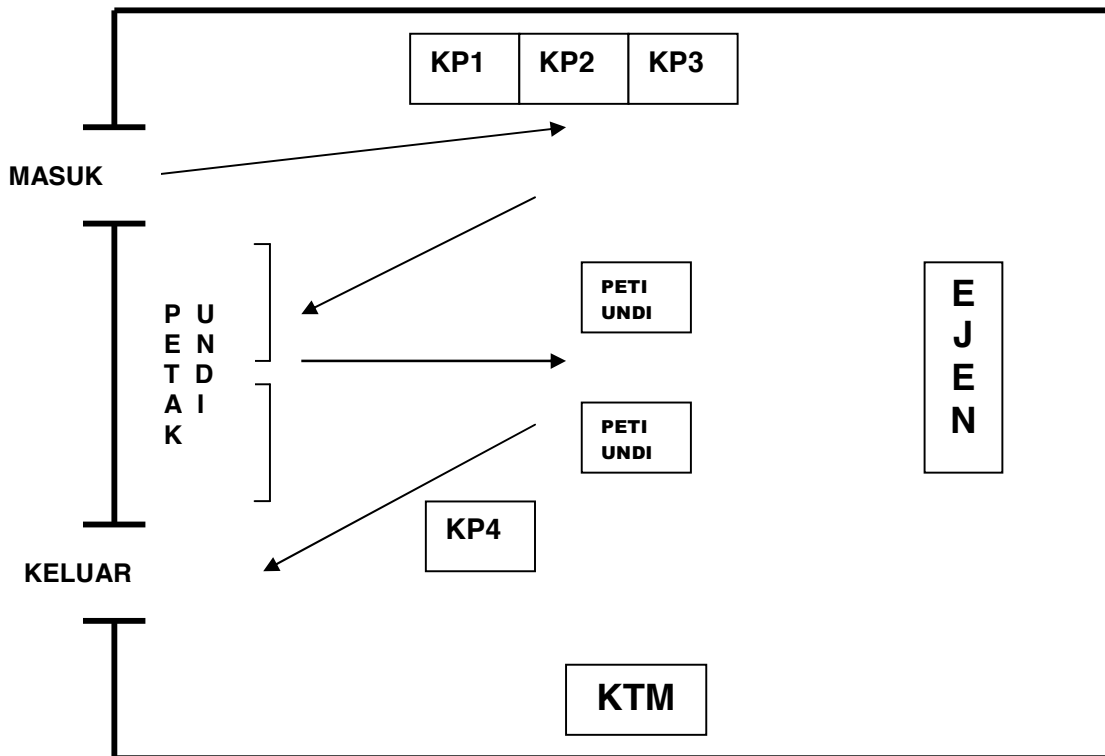 KP1 KP2 KP3
MASUK
PETAK
UNDI
PETI
UNDI
EJEN
PETI
UNDI
KP4
KELUAR
KTM